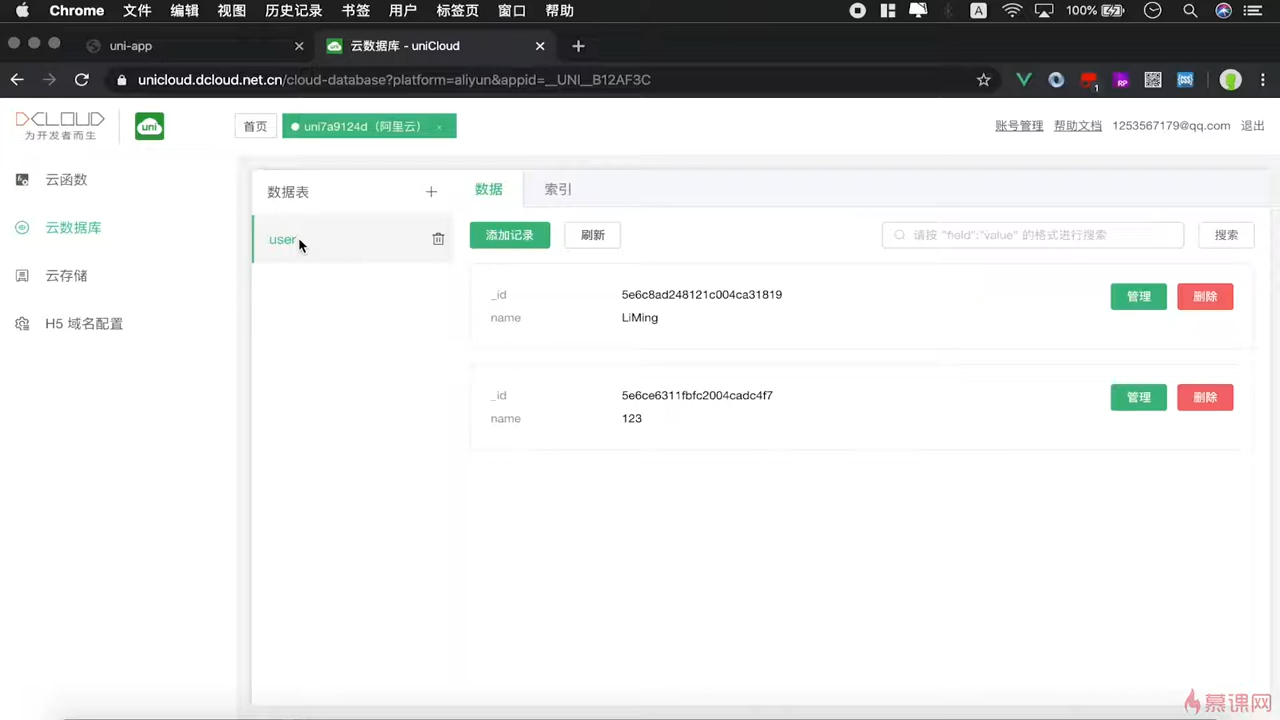 Chrome 文件 编辑 视图 历史记录 书签 用户 标签页 窗口 帮助 A 100%
uni-app 云数据库 - uniCloud
unicloud.dcloud.net.cn/cloud-database?platform=aliyun&appid=__UNI__B12AF3C 1 RP
DCLOUD
为开发者而生
uni
首页 uni7a9124d（阿里云） ×
账号管理 帮助文档 1253567179@qq.com 退出
云函数
云数据库
云存储
H5 域名配置
数据表
user
数据 索引
添加记录 刷新 请按 "field":"value" 的格式进行搜索 搜索
_id 5e6c8ad248121c004ca31819 管理 删除
name LiMing
_id 5e6ce6311fbfc2004cadc4f7 管理 删除
name 123
慕课网